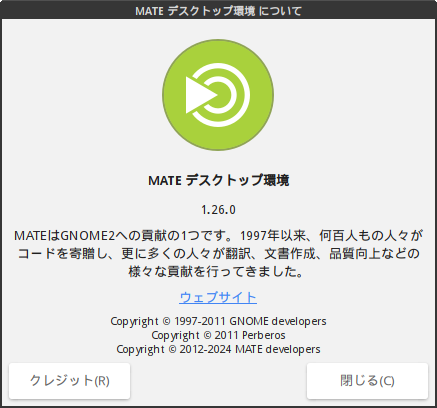 MATE デスクトップ環境 について
MATE デスクトップ環境
1.26.0
MATEはGNOME2への貢献の1つです。1997年以来、何百人もの人々が
コードを寄贈し、更に多くの人々が翻訳、文書作成、品質向上などの
様々な貢献を行ってきました。
ウェブサイト
Copyright © 1997-2011 GNOME developers
Copyright © 2011 Perberos
Copyright © 2012-2024 MATE developers
クレジット(R)
閉じる(C)